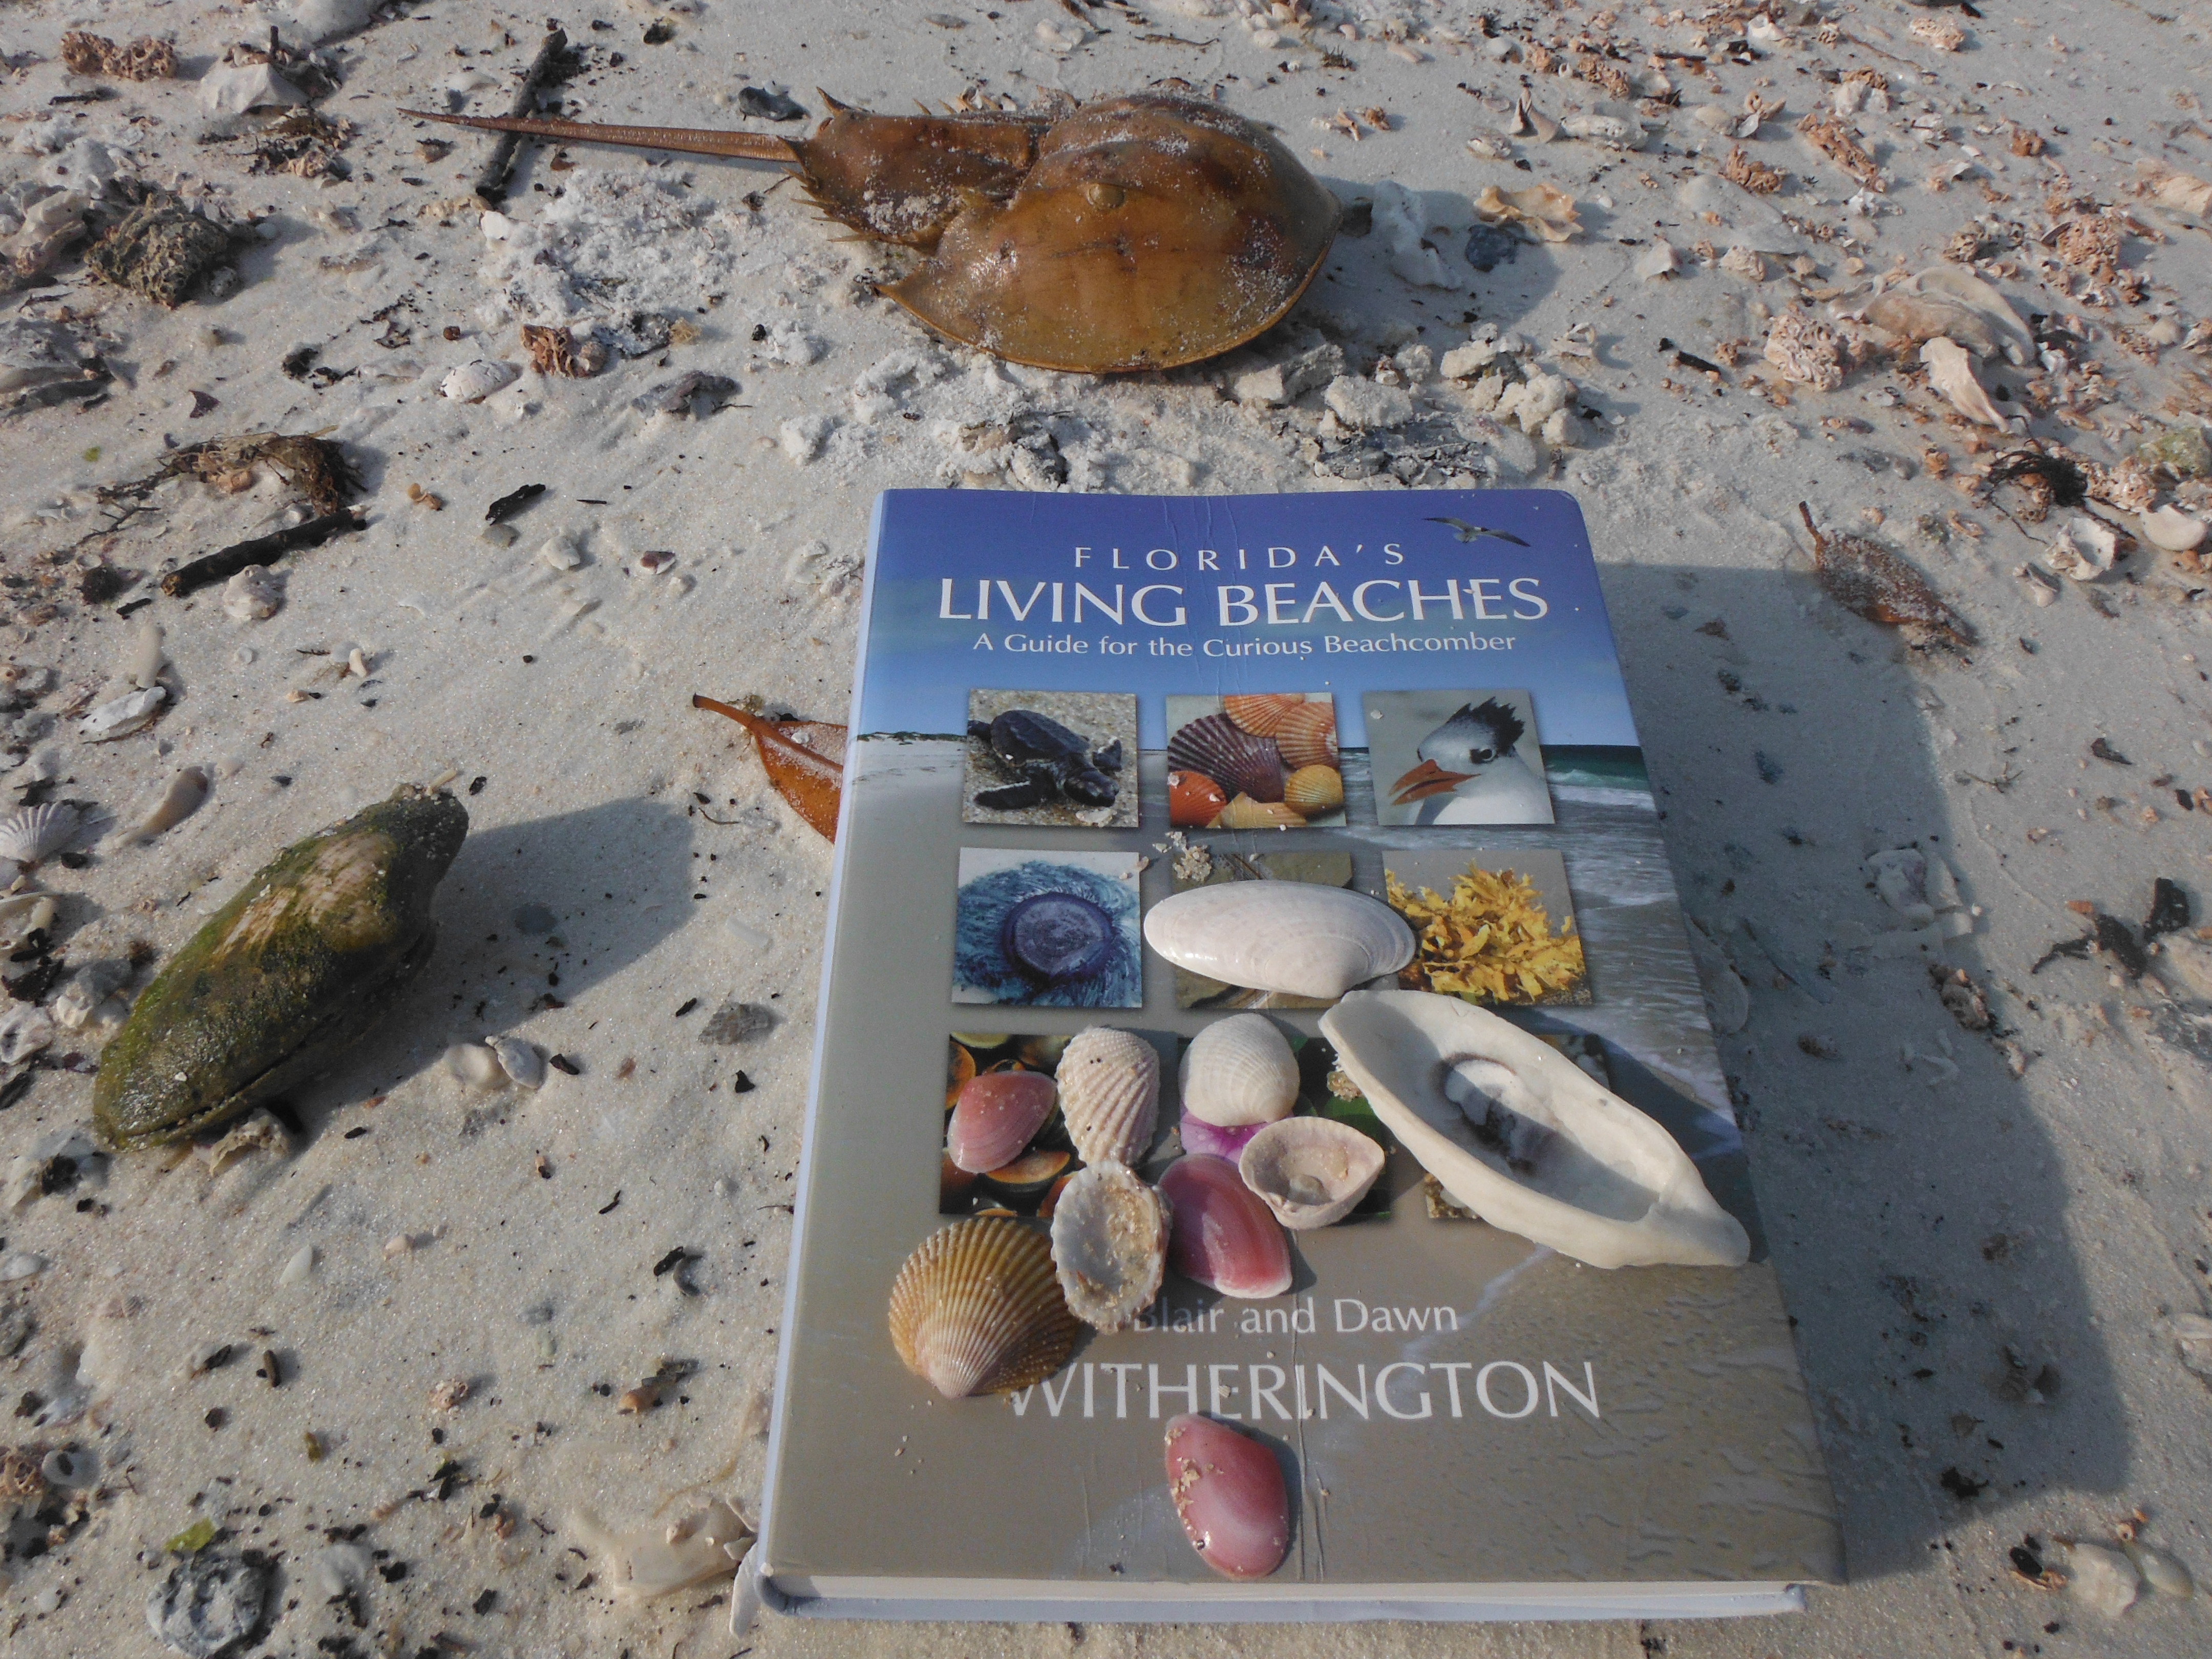 FLORIDA'S
LIVING BEACHES
A Guide for the Curious Beachcomber
Blair and Dawn
WITHERINGTON